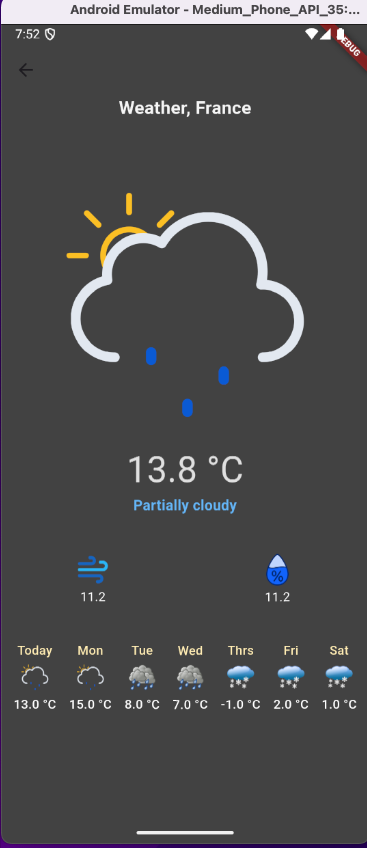 Android Emulator - Medium_Phone_API_35:...
7:52
DEBUG
Weather, France
13.8 °C
Partially cloudy
%
11.2 11.2
Today Mon Tue Wed Thrs Fri Sat
13.0 °C 15.0 °C 8.0 °C 7.0 °C -1.0 °C 2.0 °C 1.0 °C